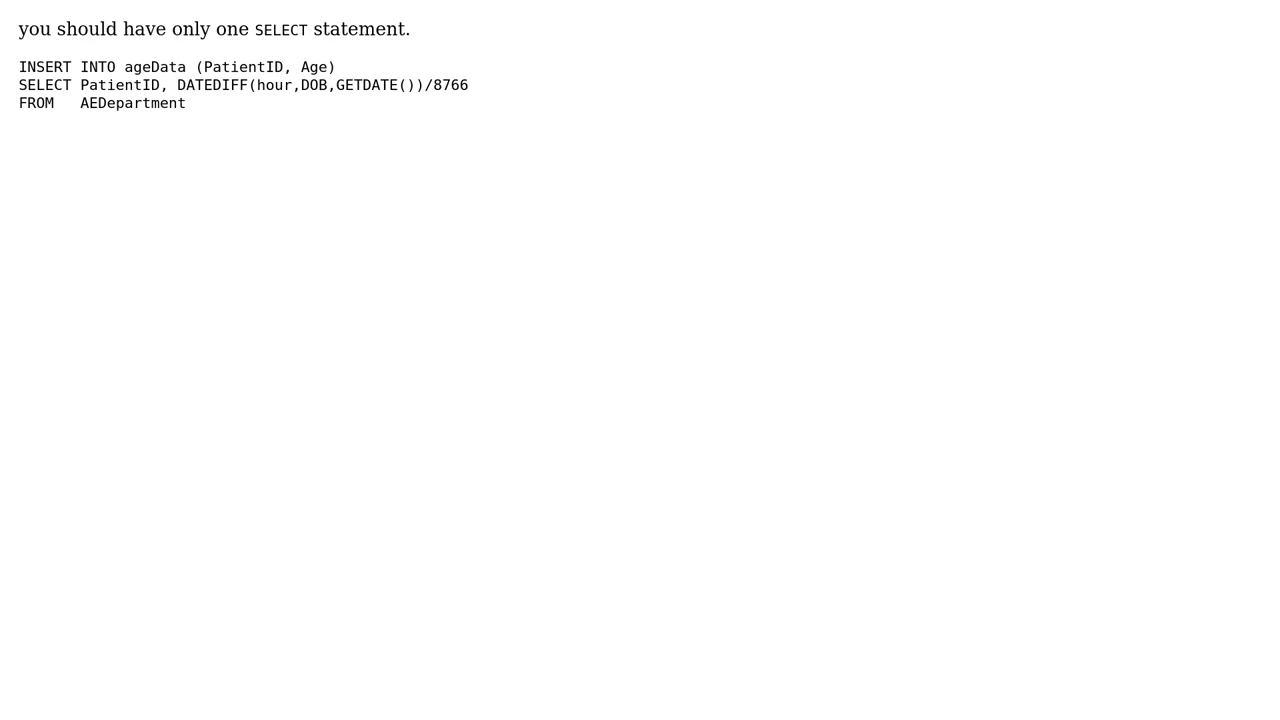 you should have only one SELECT statement.
INSERT INTO ageData (PatientID, Age)
SELECT PatientID, DATEDIFF(hour,DOB,GETDATE())/8766
FROM   AEDepartment